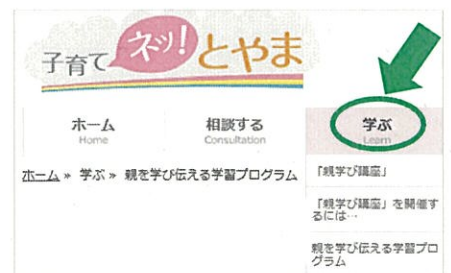 子育てネッ!とやま
ホーム 相談する 学ぶ
Home Consultation Learn
ホーム » 学ぶ » 親を学び伝える学習プログラム
「親学び講座」
「親学び講座」を開催す
るには…
親を学び伝える学習プロ
グラム